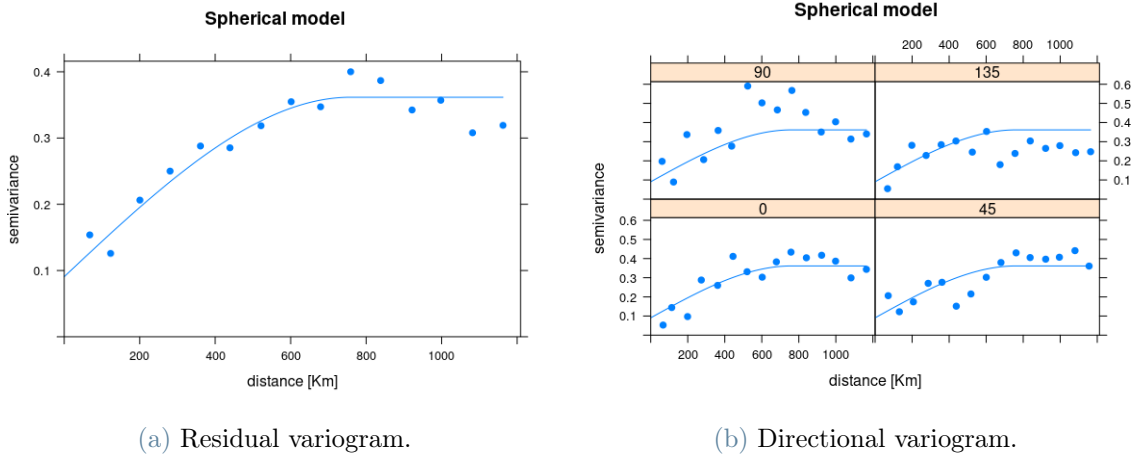 Spherical model
0.4
0.3
0.2
0.1
semivariance
200 400 600 800 1000
distance [Km]
(a) Residual variogram.
Spherical model
200 400 600 800 1000
90 135
0.6
0.5
0.4
0.3
0.2
0.1
0 45
0.6
0.5
0.4
0.3
0.2
0.1
semivariance
200 400 600 800 1000
distance [Km]
(b) Directional variogram.